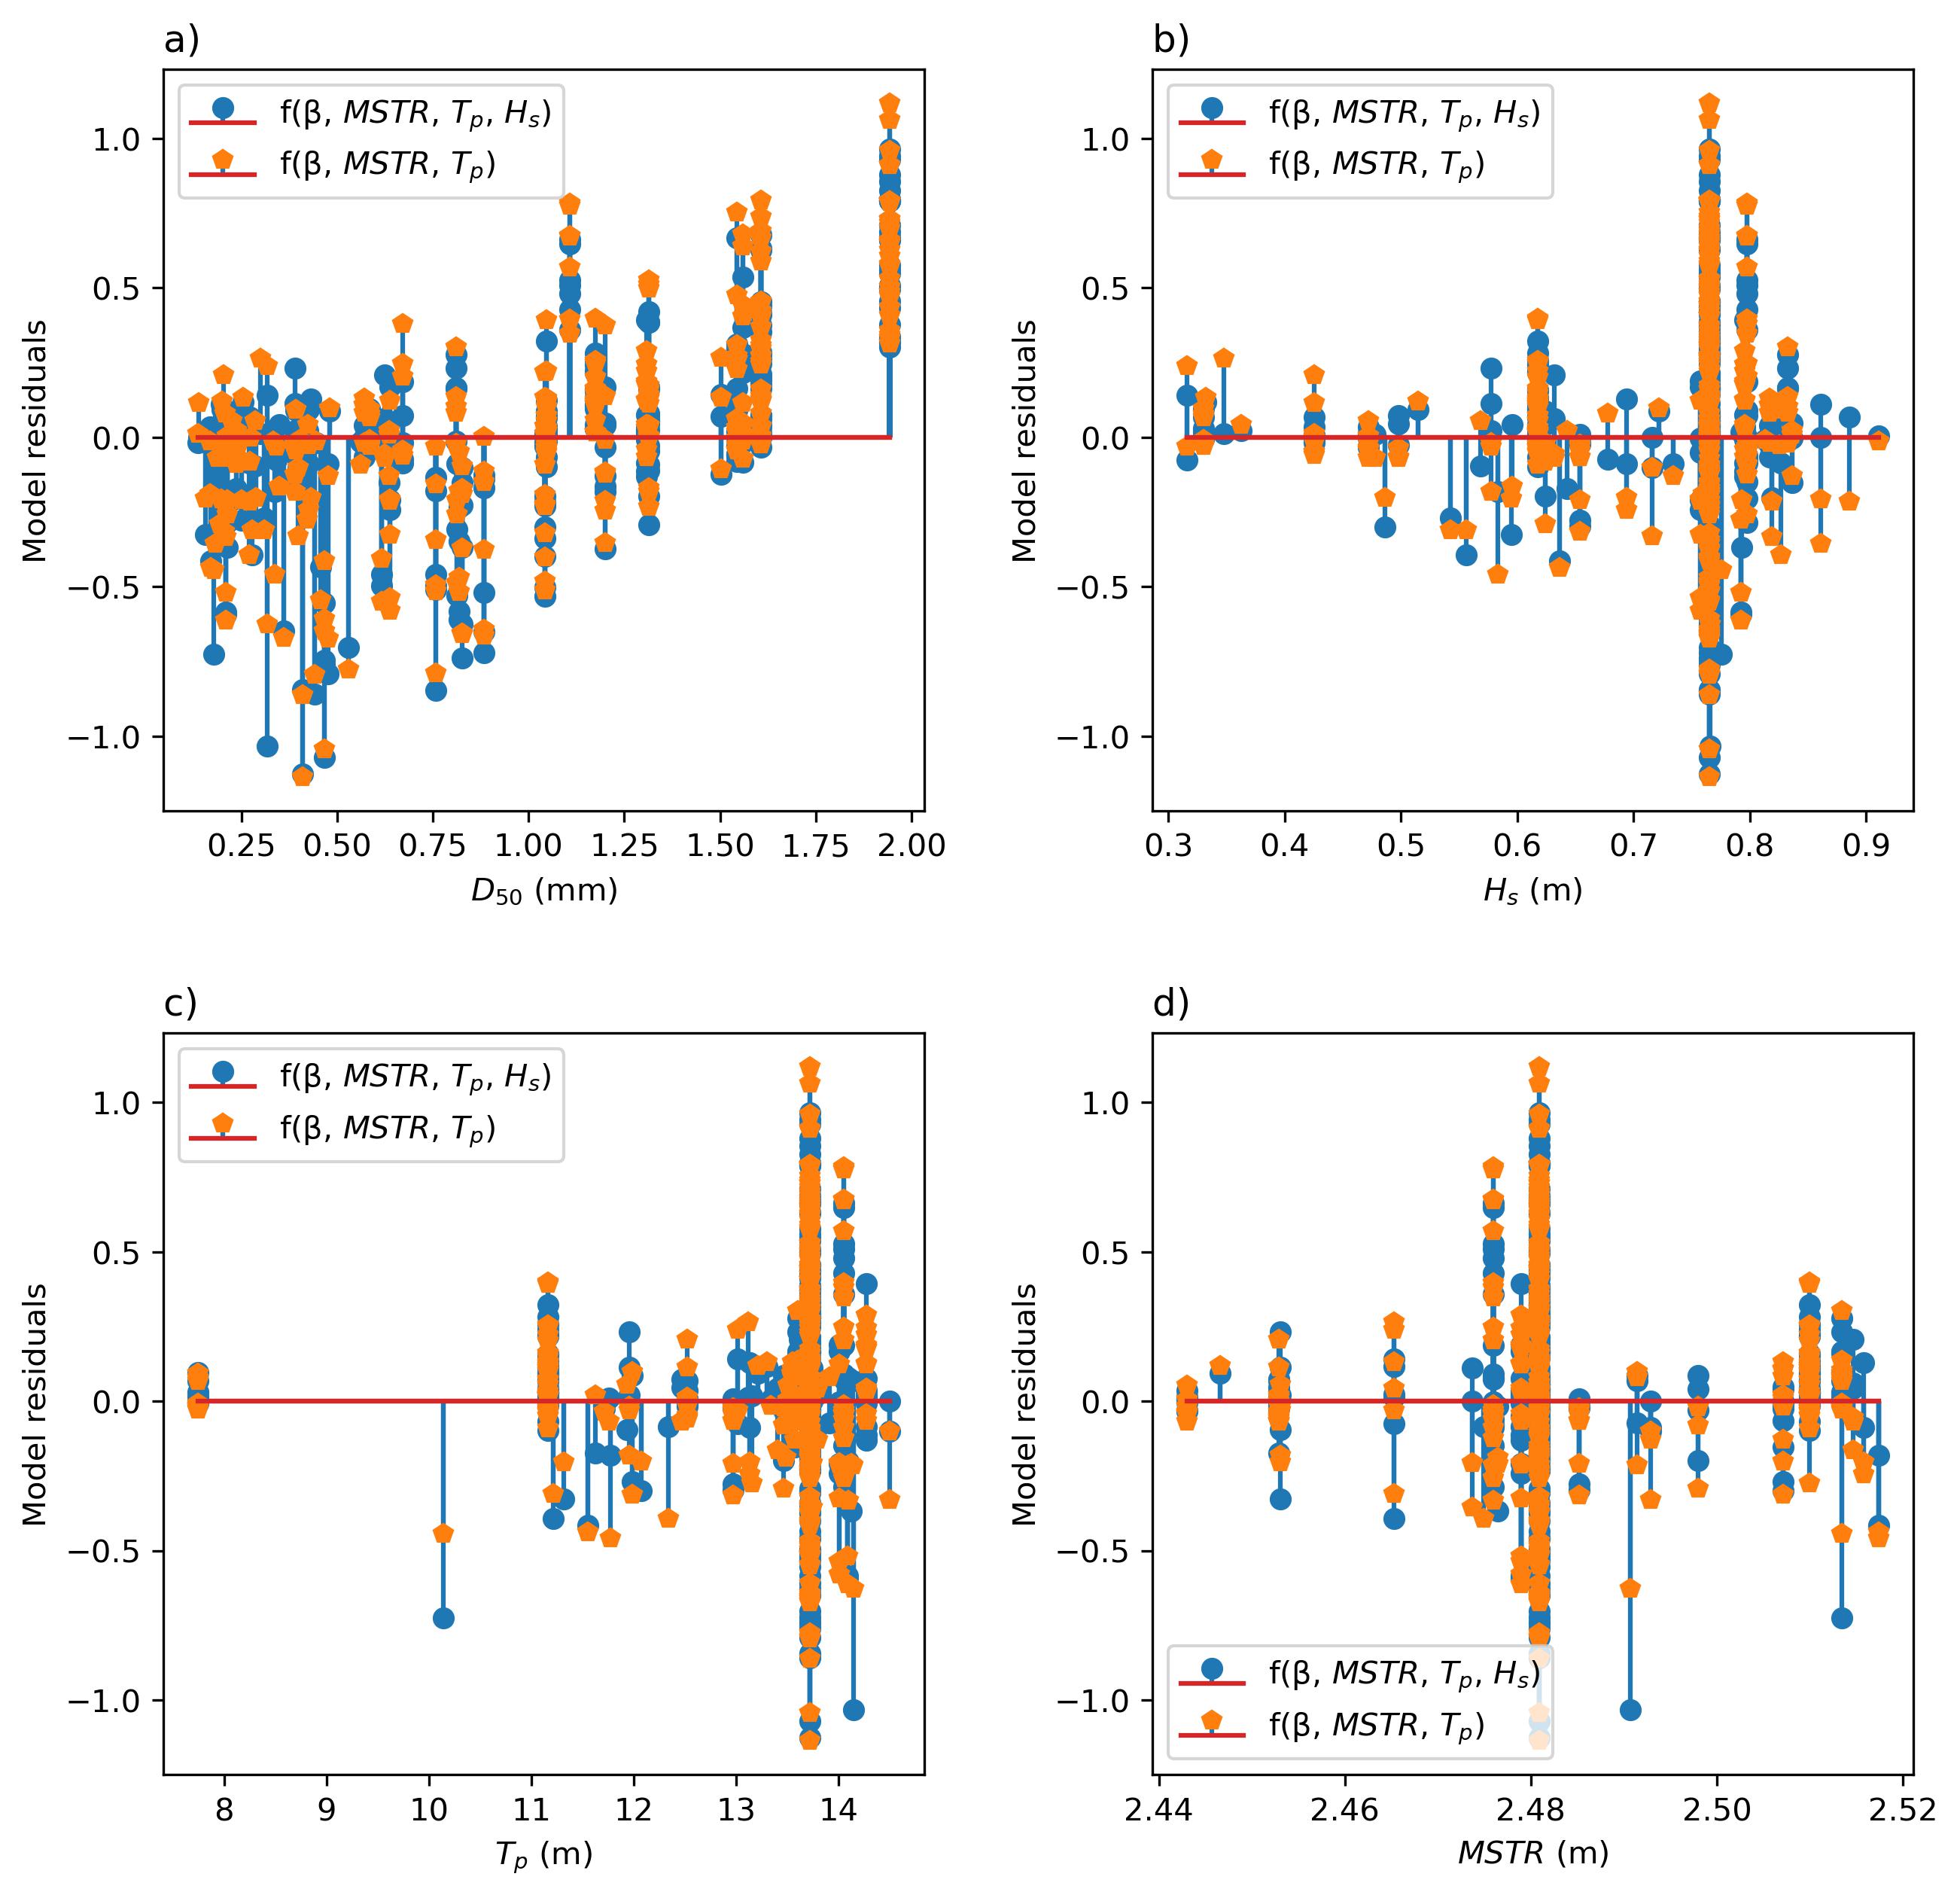 a)
f(β, MSTR, Tp, Hs)
f(β, MSTR, Tp)
1.0
0.5
0.0
−0.5
−1.0
Model residuals
0.25 0.50 0.75 1.00 1.25 1.50 1.75 2.00
D50 (mm)
b)
f(β, MSTR, Tp, Hs)
f(β, MSTR, Tp)
1.0
0.5
0.0
−0.5
−1.0
Model residuals
0.3 0.4 0.5 0.6 0.7 0.8 0.9
Hs (m)
c)
f(β, MSTR, Tp, Hs)
f(β, MSTR, Tp)
1.0
0.5
0.0
−0.5
−1.0
Model residuals
8 9 10 11 12 13 14
Tp (m)
d)
1.0
0.5
0.0
−0.5
−1.0
Model residuals
f(β, MSTR, Tp, Hs)
f(β, MSTR, Tp)
2.44 2.46 2.48 2.50 2.52
MSTR (m)